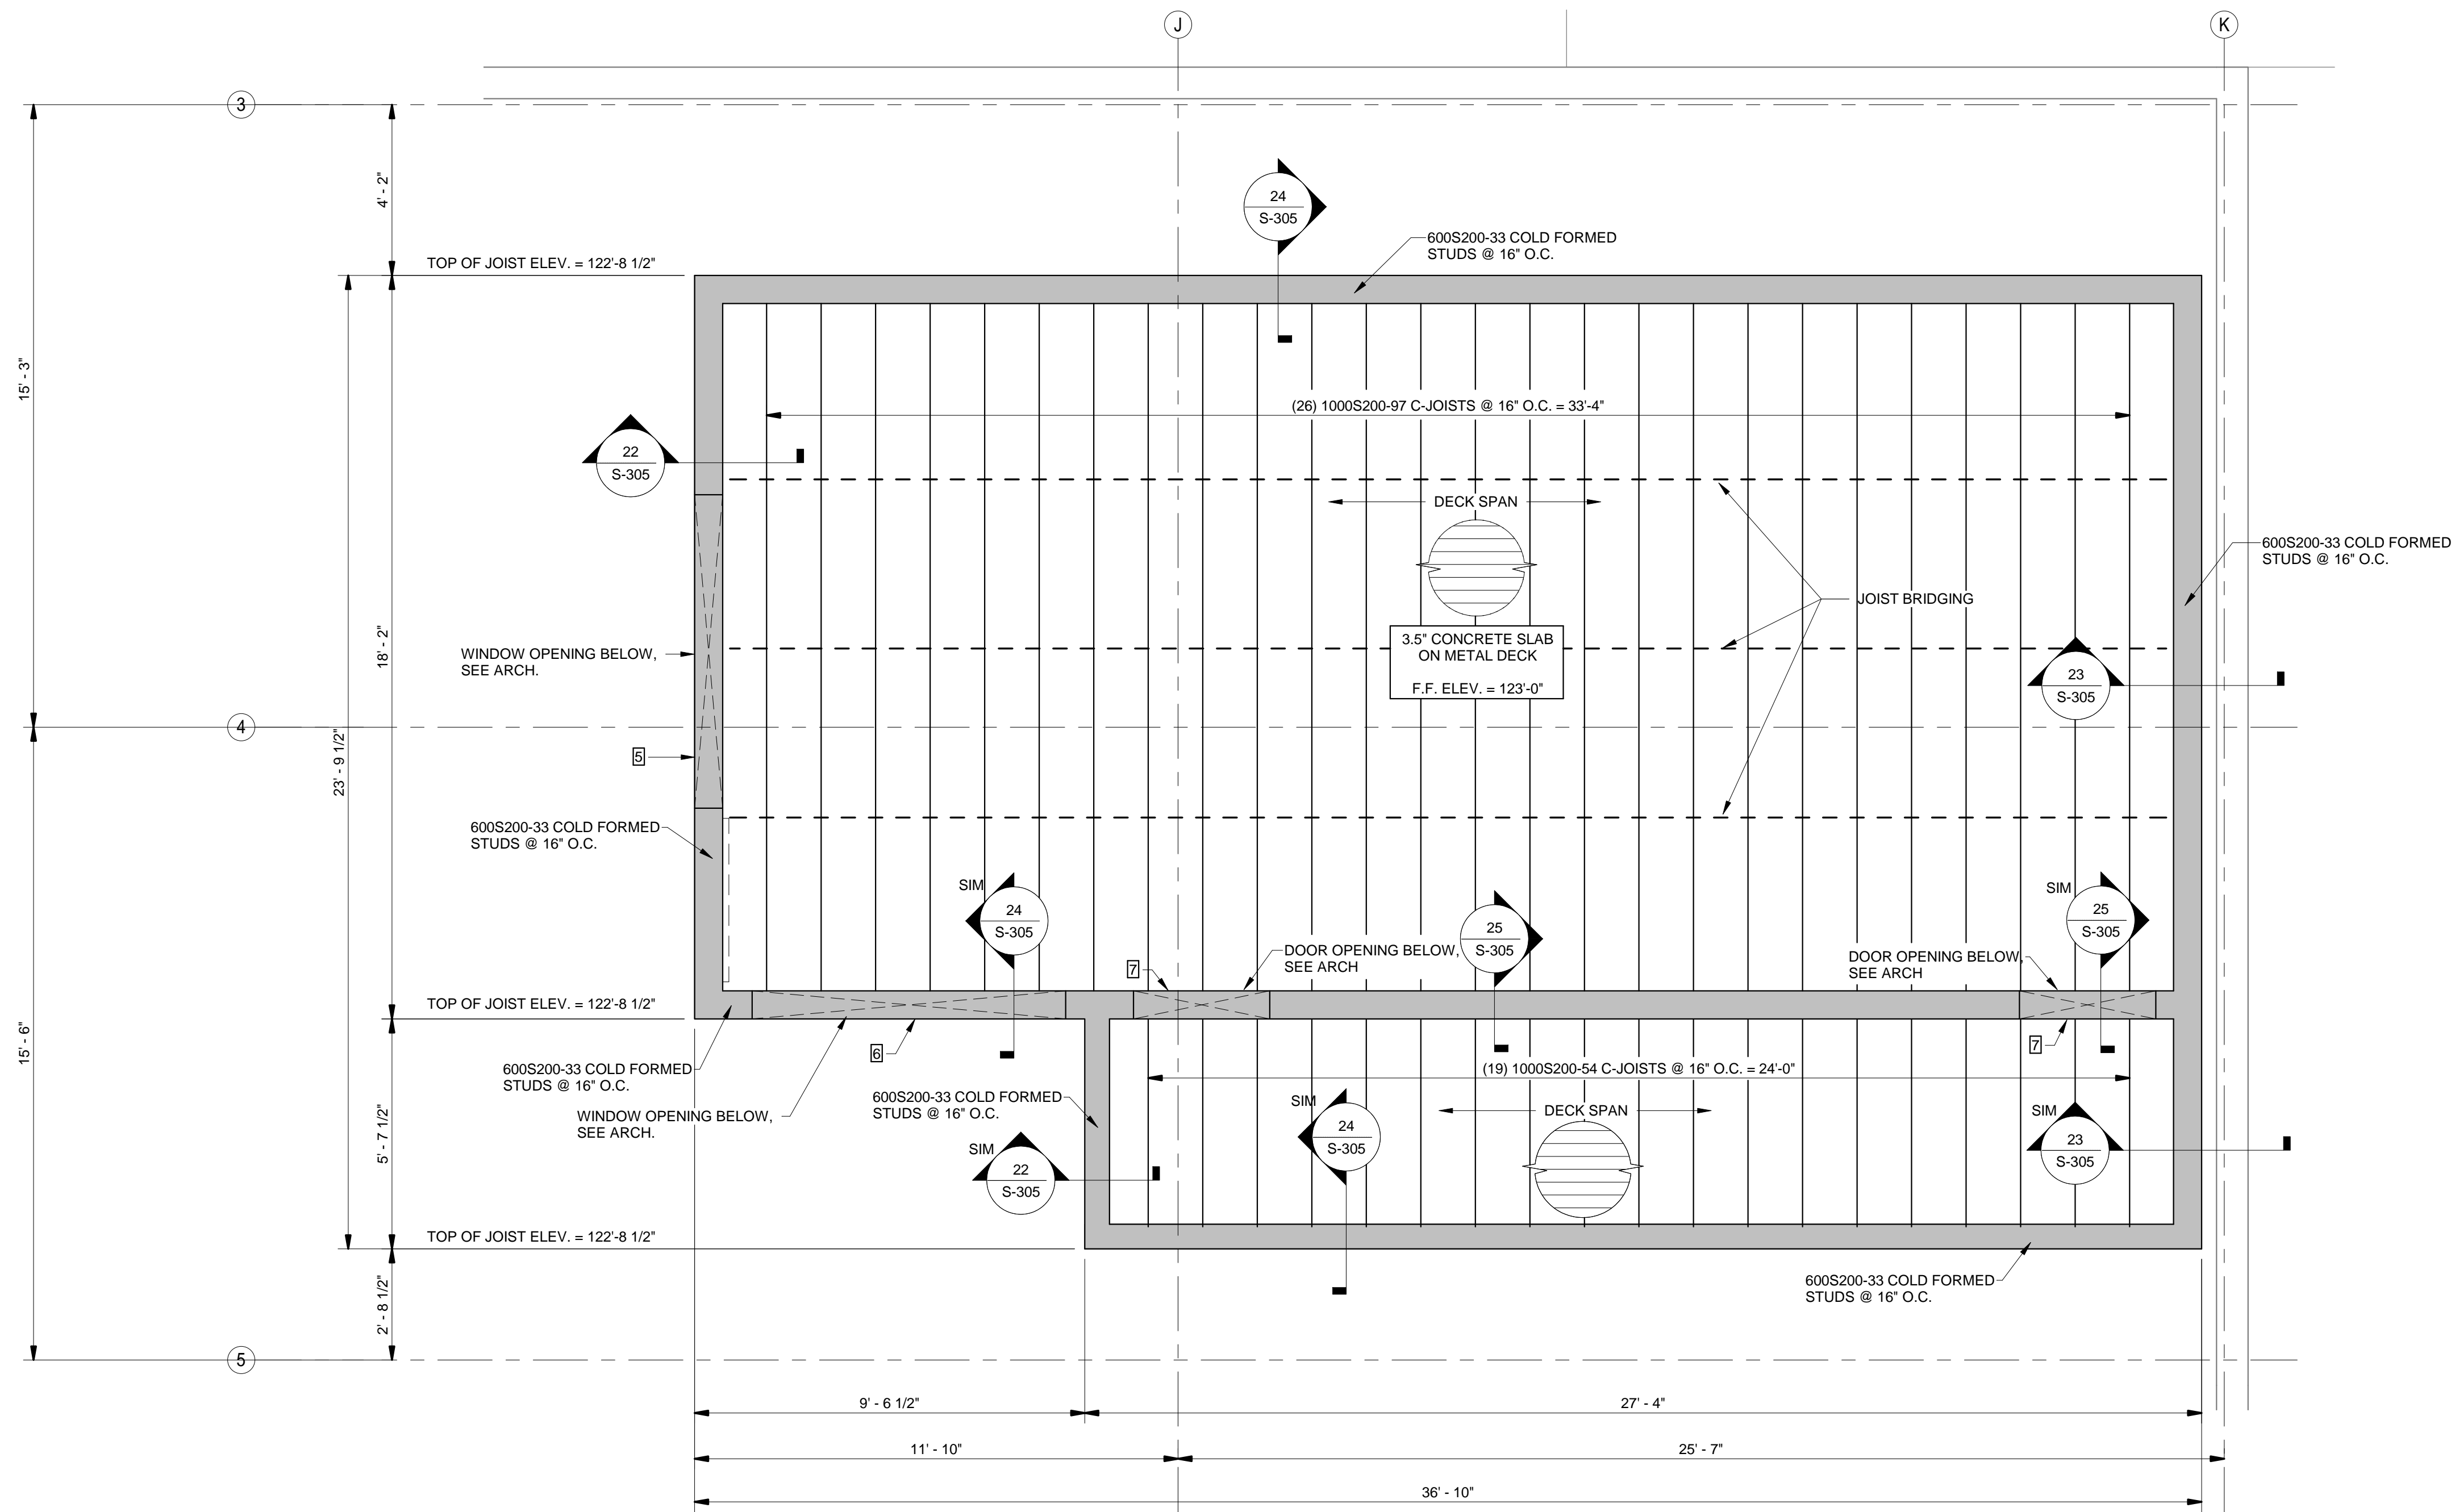 J
K
3
4' - 2"
24
S-305
600S200-33 COLD FORMED
STUDS @ 16" O.C.
TOP OF JOIST ELEV. = 122'-8 1/2"
15' - 3"
(26) 1000S200-97 C-JOISTS @ 16" O.C. = 33'-4"
22
S-305
DECK SPAN
600S200-33 COLD FORMED
STUDS @ 16" O.C.
JOIST BRIDGING
18' - 2"
3.5" CONCRETE SLAB
ON METAL DECK
F.F. ELEV. = 123'-0"
WINDOW OPENING BELOW,
SEE ARCH.
23
S-305
4
23' - 9 1/2"
5
600S200-33 COLD FORMED
STUDS @ 16" O.C.
SIM
24
S-305
25
S-305
SIM
25
S-305
DOOR OPENING BELOW,
SEE ARCH
DOOR OPENING BELOW,
SEE ARCH
7
TOP OF JOIST ELEV. = 122'-8 1/2"
15' - 6"
6
7
600S200-33 COLD FORMED
STUDS @ 16" O.C.
(19) 1000S200-54 C-JOISTS @ 16" O.C. = 24'-0"
600S200-33 COLD FORMED
STUDS @ 16" O.C.
WINDOW OPENING BELOW,
SEE ARCH.
SIM
24
S-305
DECK SPAN
SIM
23
S-305
5' - 7 1/2"
SIM
22
S-305
TOP OF JOIST ELEV. = 122'-8 1/2"
600S200-33 COLD FORMED
STUDS @ 16" O.C.
2' - 8 1/2"
5
9' - 6 1/2"
27' - 4"
11' - 10"
25' - 7"
36' - 10"